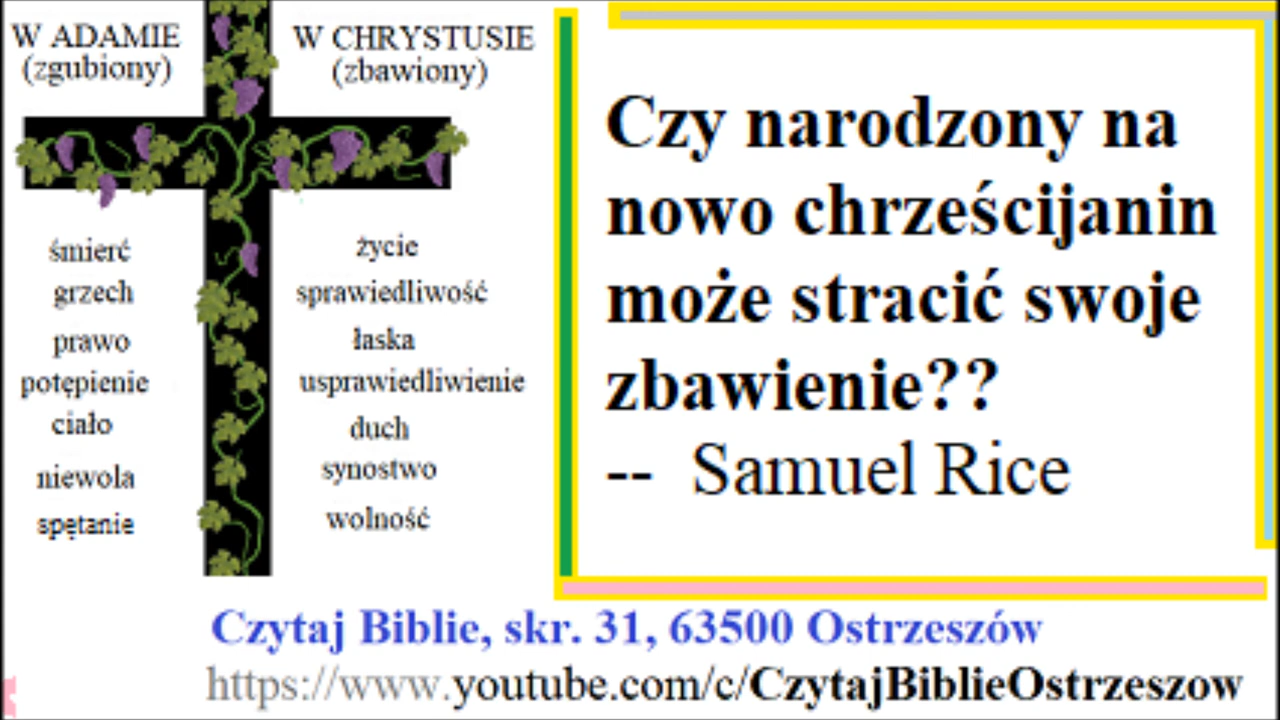 W ADAMIE
(zgubiony)
śmierć
grzech
prawo
potępienie
ciało
niewola
spętanie
W CHRYSTUSIE
(zbawiony)
życie
sprawiedliwość
łaska
usprawiedliwienie
duch
synostwo
wolność
Czy narodzony na
nowo chrześcijanin
może stracić swoje
zbawienie??
-- Samuel Rice
Czytaj Biblie, skr. 31, 63500 Ostrzeszów
https://www.youtube.com/c/CzytajBiblieOstrzeszow